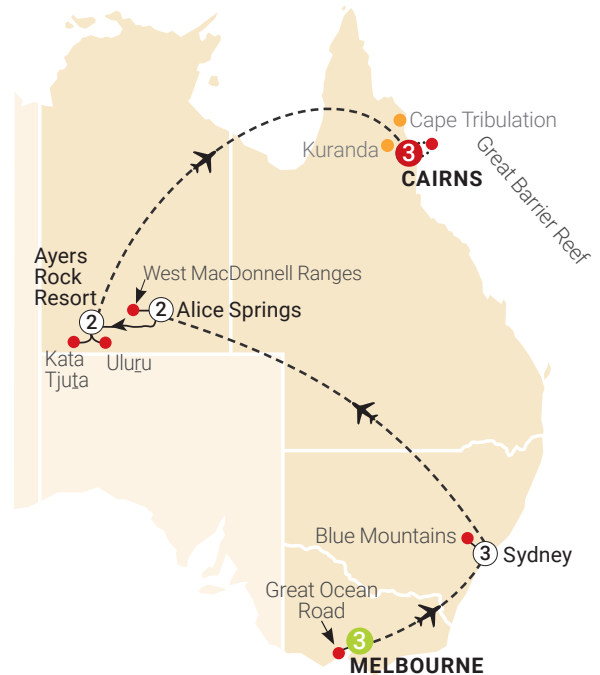 Cape Tribulation
Kuranda
3
CAIRNS
Great Barrier Reef
Ayers
Rock
Resort
West MacDonnell Ranges
2
Alice Springs
2
Kata
Tjuṯa
Uluṟu
Blue Mountains
3
Sydney
Great Ocean
Road
3
MELBOURNE